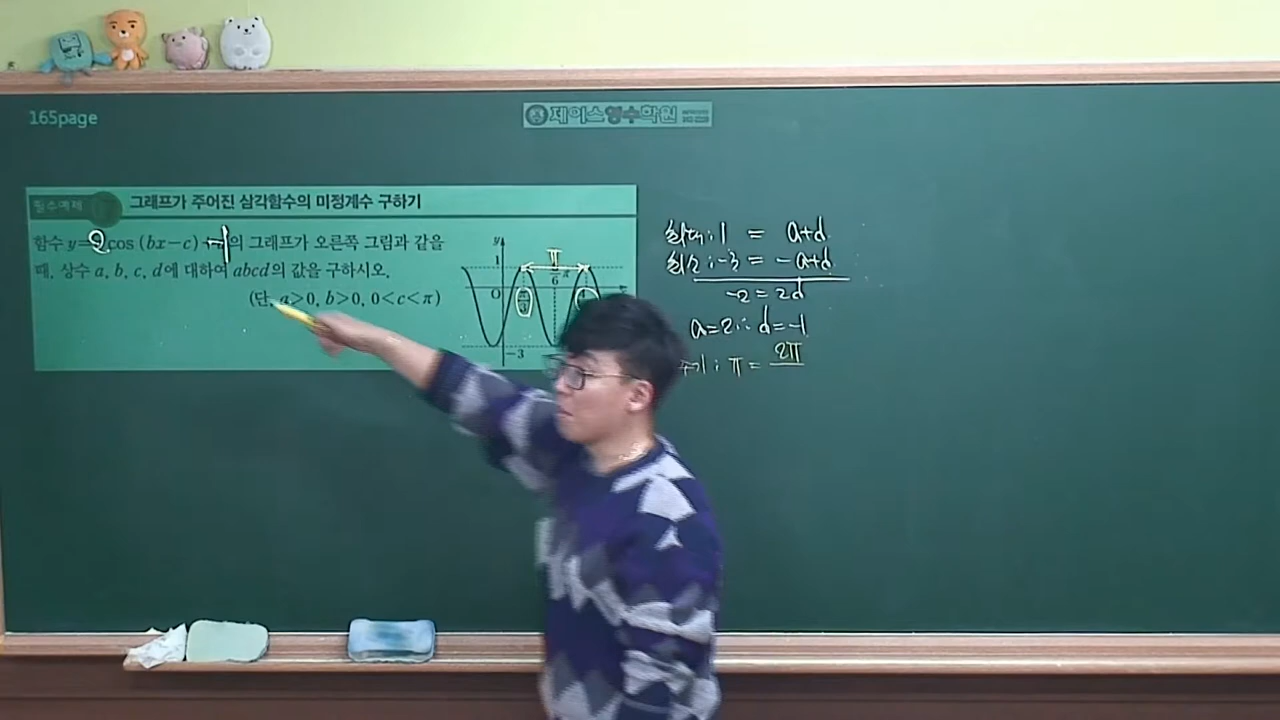 165page
제이스영수학원
필수예제
그래프가 주어진 삼각함수의 미정계수 구하기
함수 y=2cos (bx-c)-1의 그래프가 오른쪽 그림과 같을
때, 상수 a, b, c, d에 대하여 abcd의 값을 구하시오.
(단, a>0, b>0, 0<c<π)
y
1
π
6
π
O
-3
최대 : 1 = a+d
최소 : -3 = -a+d
-2 = 2d
a=2 ∴ d=-1
주기 : π = 2π